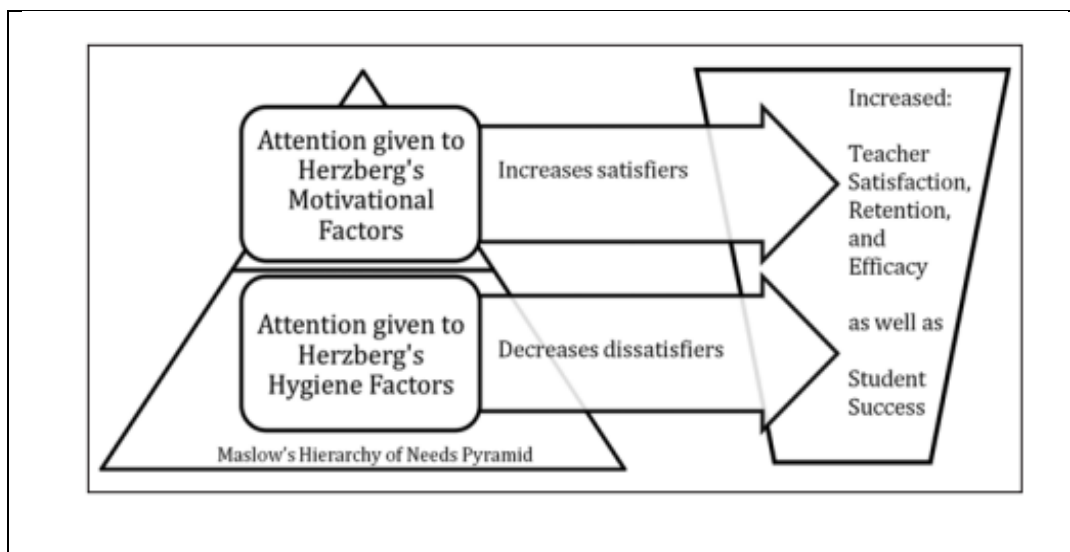 Attention given to
Herzberg's
Motivational
Factors
Increases satisfiers
Attention given to
Herzberg's
Hygiene Factors
Decreases dissatisfiers
Maslow's Hierarchy of Needs Pyramid
Increased:
Teacher
Satisfaction,
Retention,
and
Efficacy
as well as
Student
Success